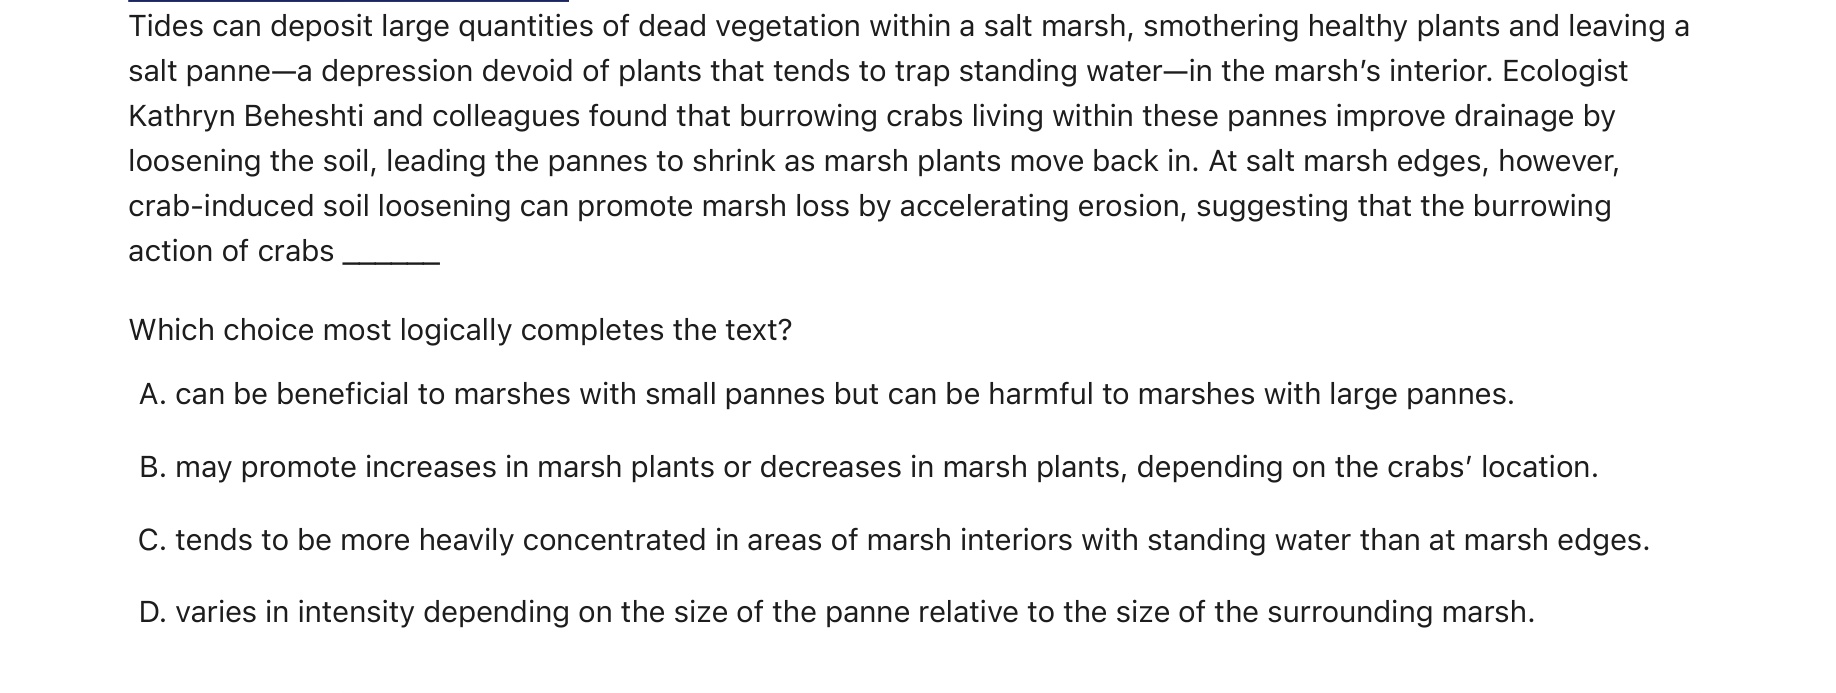 Tides can deposit large quantities of dead vegetation within a salt marsh, smothering healthy plants and leaving a
salt panne—a depression devoid of plants that tends to trap standing water—in the marsh’s interior. Ecologist
Kathryn Beheshti and colleagues found that burrowing crabs living within these pannes improve drainage by
loosening the soil, leading the pannes to shrink as marsh plants move back in. At salt marsh edges, however,
crab-induced soil loosening can promote marsh loss by accelerating erosion, suggesting that the burrowing
action of crabs ______
Which choice most logically completes the text?
A. can be beneficial to marshes with small pannes but can be harmful to marshes with large pannes.
B. may promote increases in marsh plants or decreases in marsh plants, depending on the crabs’ location.
C. tends to be more heavily concentrated in areas of marsh interiors with standing water than at marsh edges.
D. varies in intensity depending on the size of the panne relative to the size of the surrounding marsh.